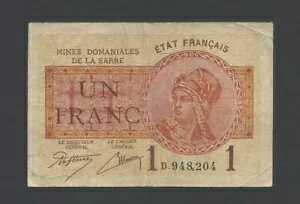 MINES DOMANIALES
DE LA SARRE
ÉTAT FRANÇAIS
UN
FRANC
LE DIRECTEUR
GÉNÉRAL
LE CAISSIER
GÉNÉRAL
1 D.948,204 1